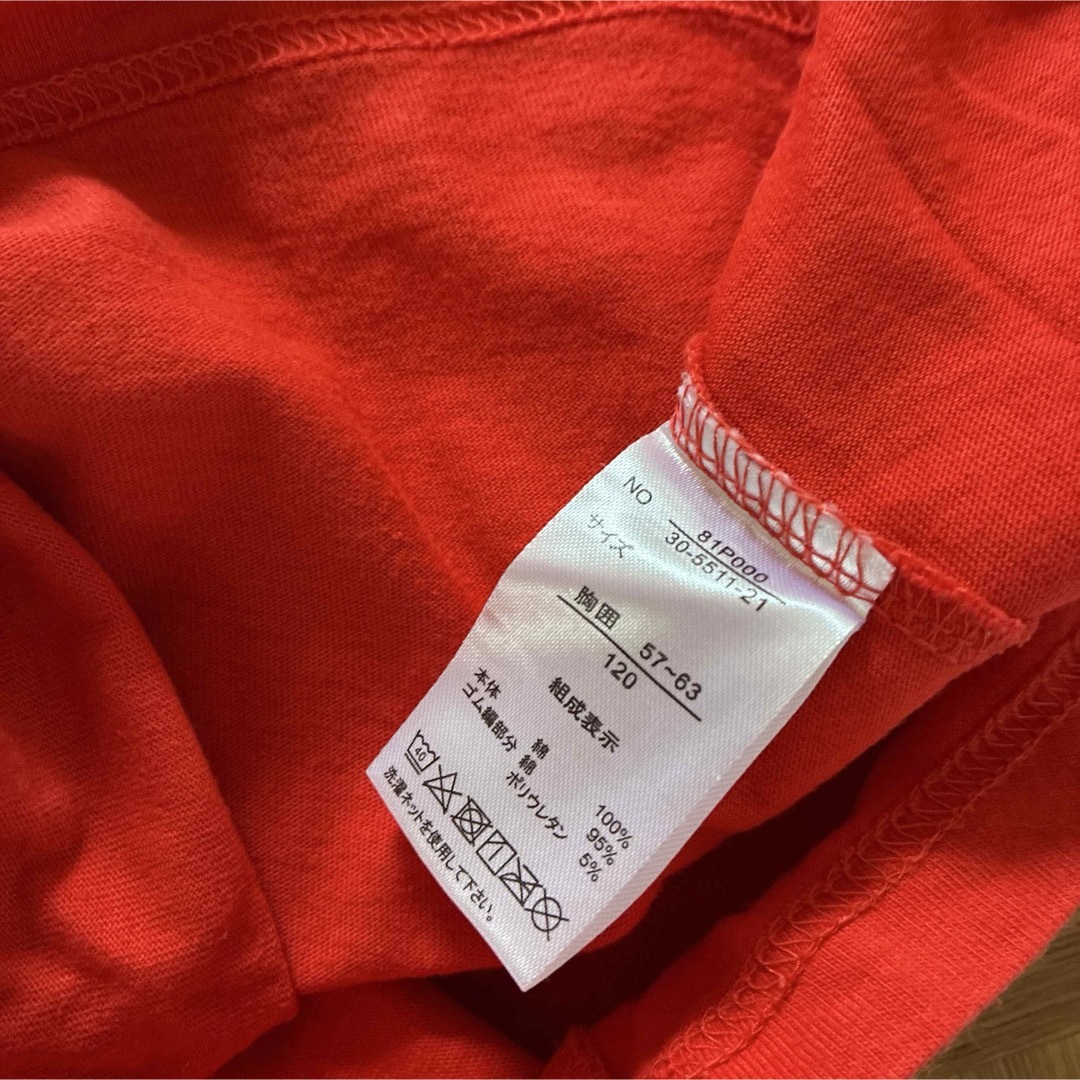 NO
81P000
30-5511-21
サイズ
胸囲 57~63
120
組成表示
本体 綿 100%
ゴム編部分 綿 95%
ポリウレタン 5%
40
洗濯ネットを使用して下さい。